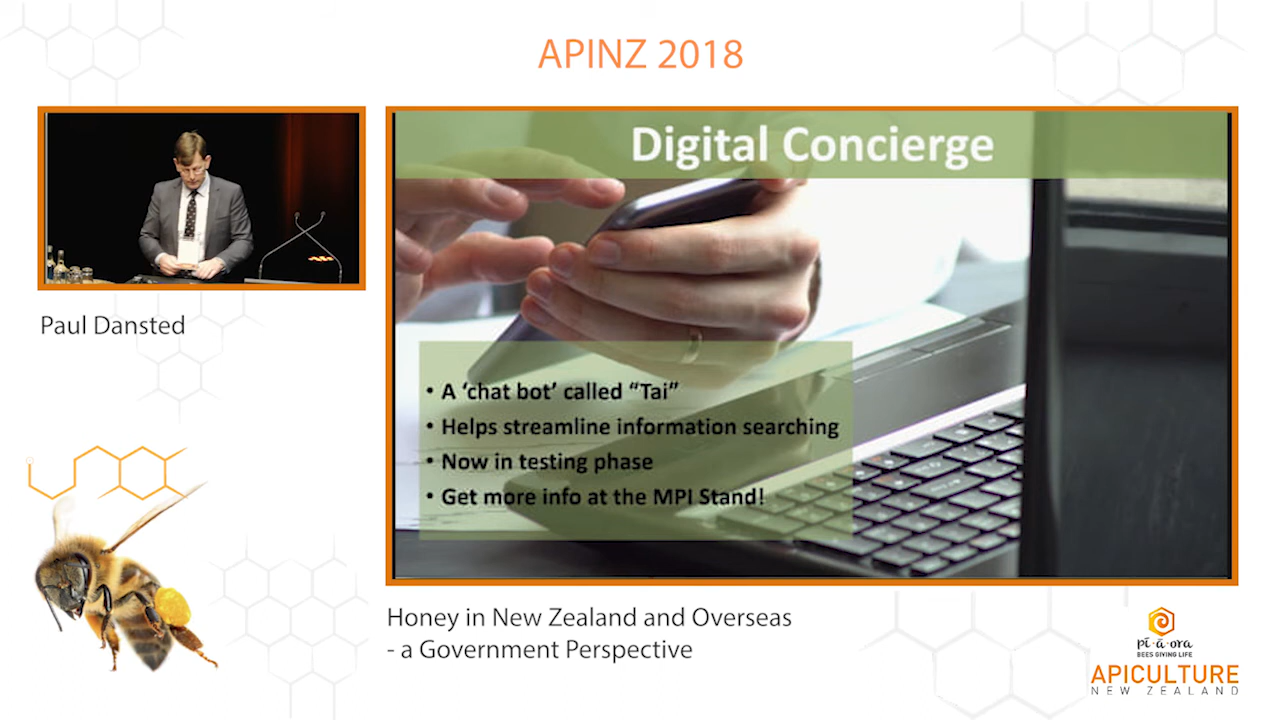 APINZ 2018
Digital Concierge
Paul Dansted
• A ‘chat bot’ called “Tai”
• Helps streamline information searching
• Now in testing phase
• Get more info at the MPI Stand!
Honey in New Zealand and Overseas
- a Government Perspective
pī-ā-ora
BEES GIVING LIFE
APICULTURE
NEW ZEALAND